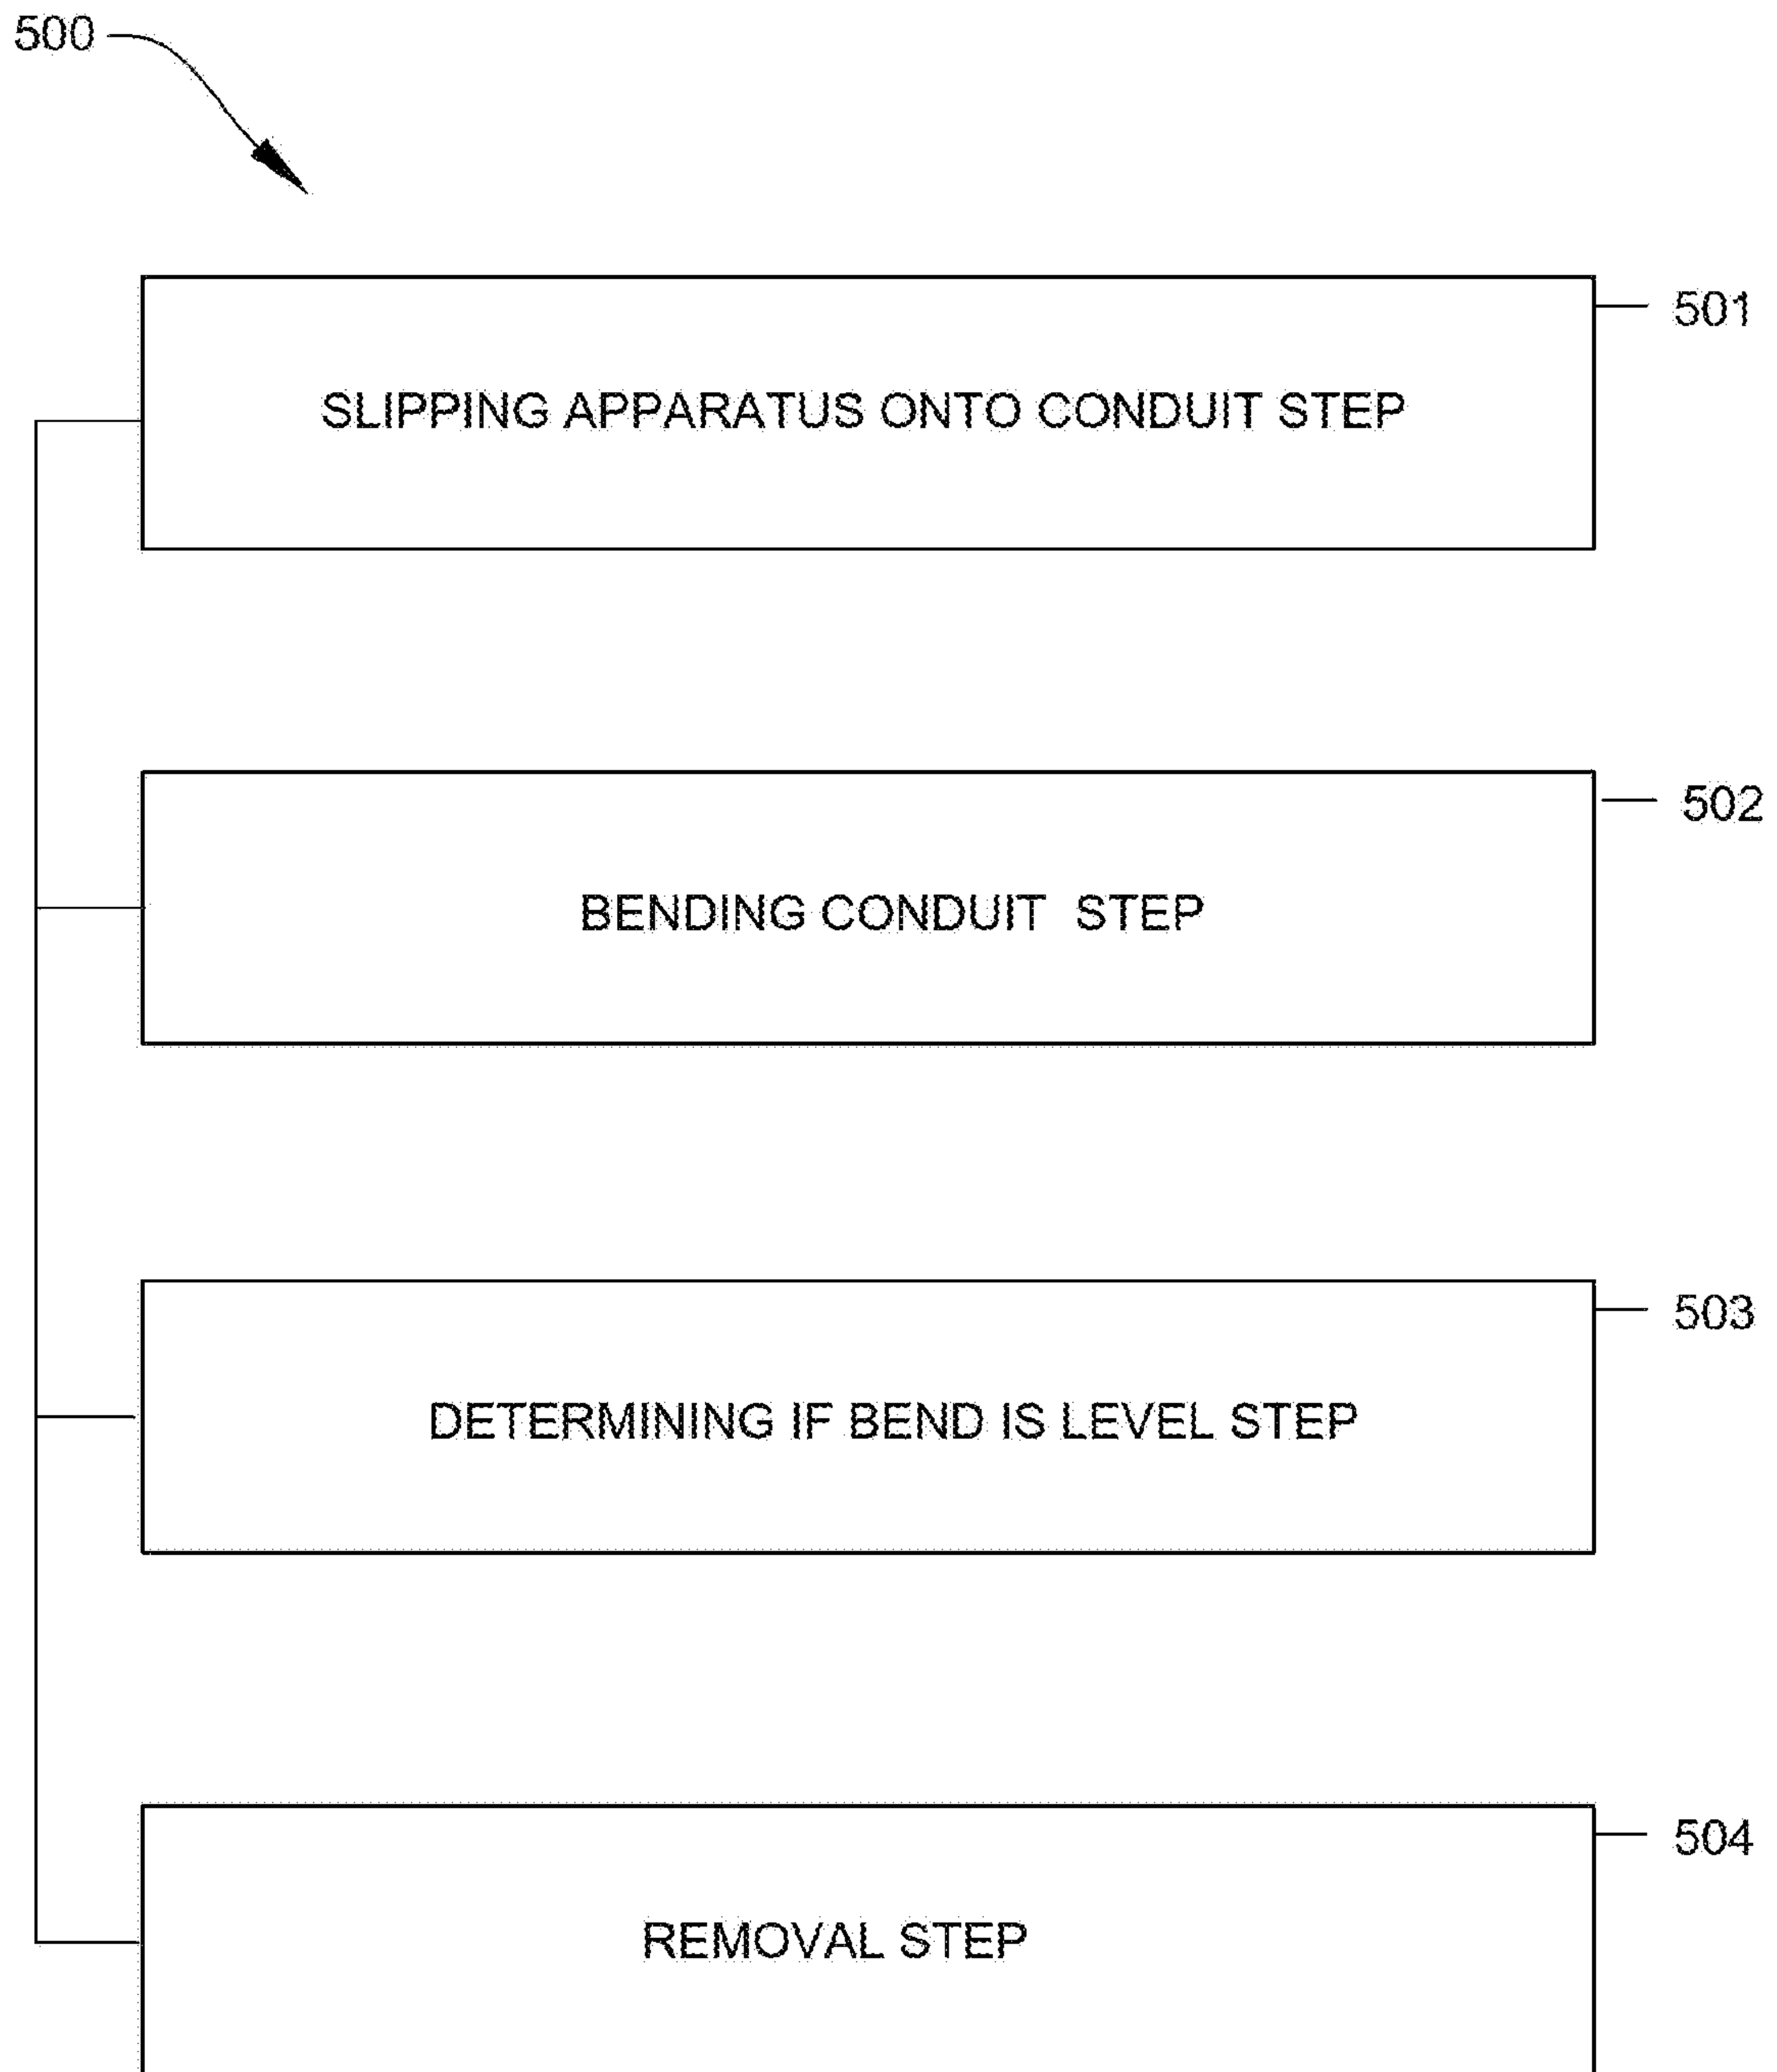 500
501
SLIPPING APPARATUS ONTO CONDUIT STEP
502
BENDING CONDUIT STEP
503
DETERMINING IF BEND IS LEVEL STEP
504
REMOVAL STEP